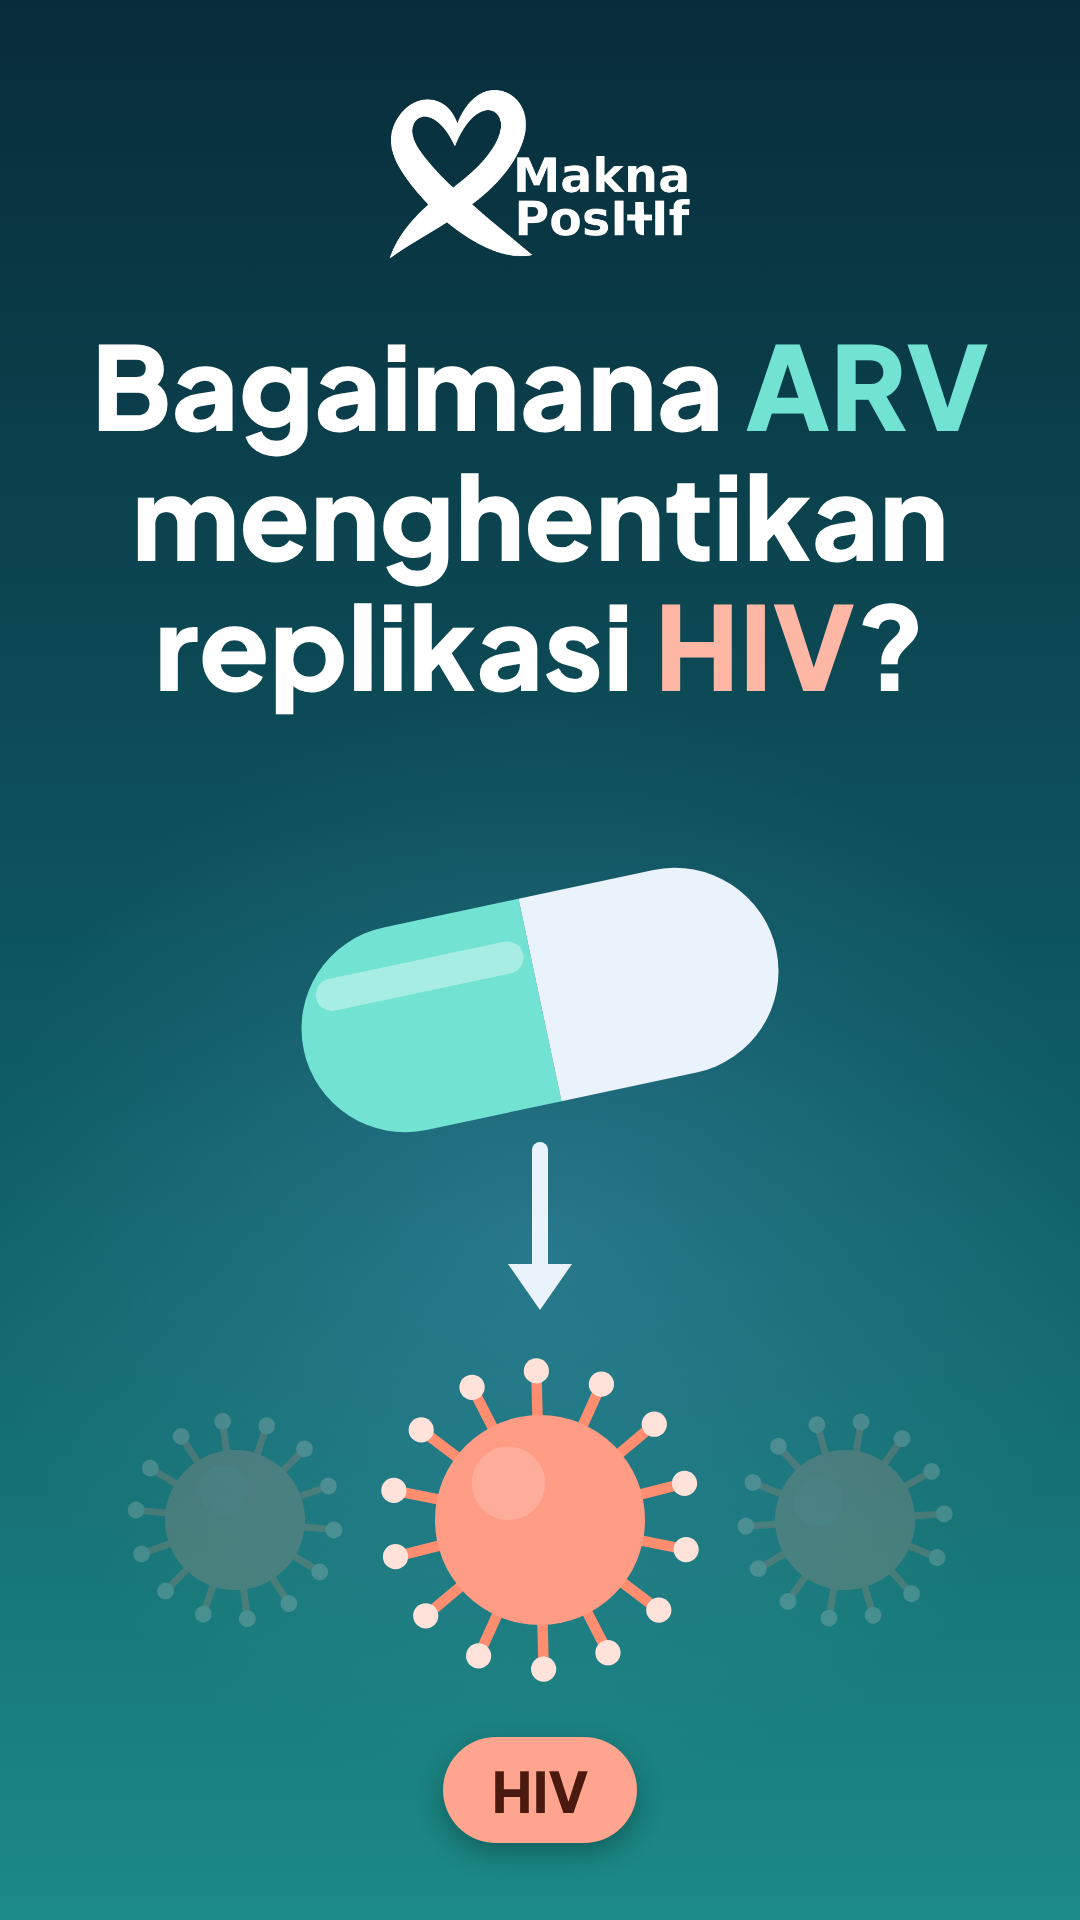 Makna
PosItIf
Bagaimana ARV
menghentikan
replikasi HIV?
HIV